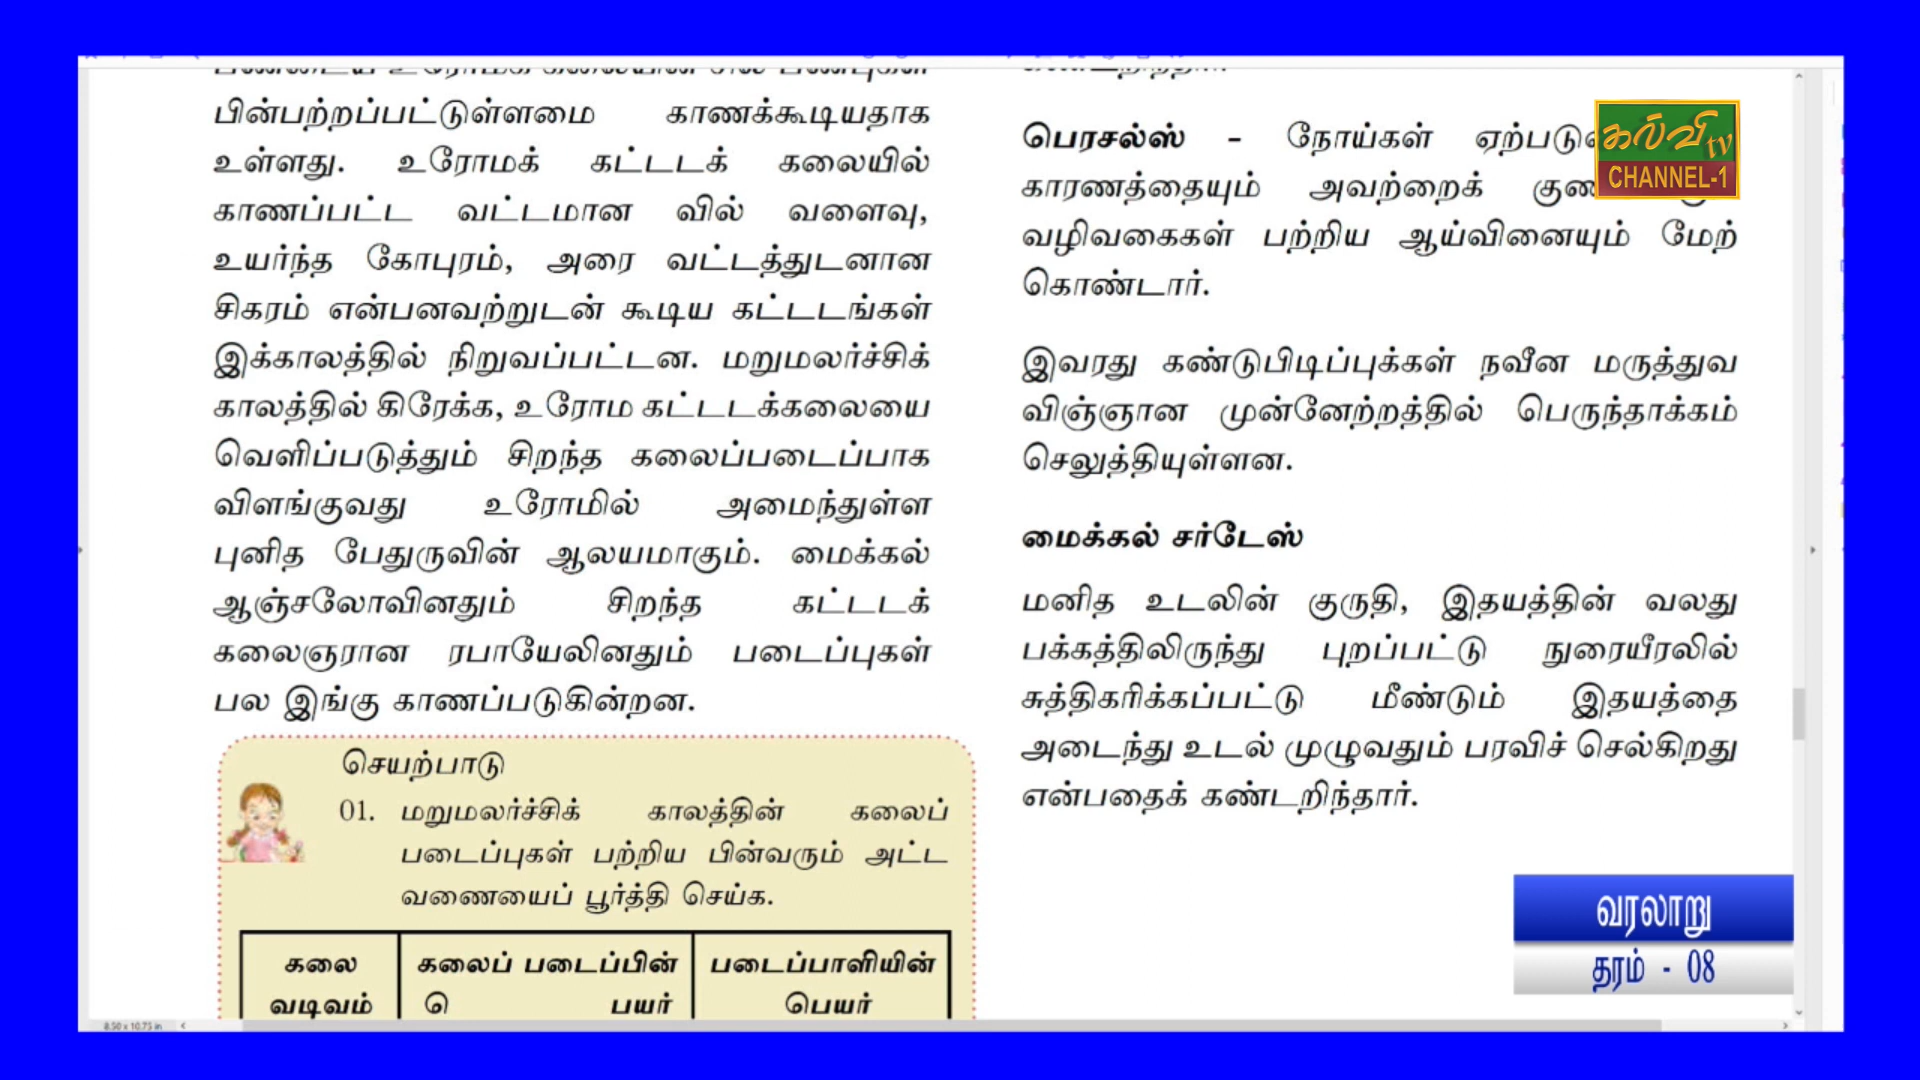 பின்பற்றப்பட்டுள்ளமை காணக்கூடியதாக
உள்ளது. உரோமக் கட்டடக் கலையில்
காணப்பட்ட வட்டமான வில் வளைவு,
உயர்ந்த கோபுரம், அரை வட்டத்துடனான
சிகரம் என்பனவற்றுடன் கூடிய கட்டடங்கள்
இக்காலத்தில் நிறுவப்பட்டன. மறுமலர்ச்சிக்
காலத்தில் கிரேக்க, உரோம கட்டடக்கலையை
வெளிப்படுத்தும் சிறந்த கலைப்படைப்பாக
விளங்குவது உரோமில் அமைந்துள்ள
புனித பேதுருவின் ஆலயமாகும். மைக்கல்
ஆஞ்சலோவினதும் சிறந்த கட்டடக்
கலைஞரான ரபாயேலினதும் படைப்புகள்
பல இங்கு காணப்படுகின்றன.
செயற்பாடு
01. மறுமலர்ச்சிக் காலத்தின் கலைப்
படைப்புகள் பற்றிய பின்வரும் அட்ட
வணையைப் பூர்த்தி செய்க.
கலை
வடிவம்
கலைப் படைப்பின்
பெயர்
படைப்பாளியின்
பெயர்
பெரசல்ஸ் – நோய்கள்
காரணத்தையும் அவற்றைக்
வழிவகைகள் பற்றிய ஆய்வினையும் மேற்
கொண்டார்.
இவரது கண்டுபிடிப்புக்கள் நவீன மருத்துவ
விஞ்ஞான முன்னேற்றத்தில் பெருந்தாக்கம்
செலுத்தியுள்ளன.
மைக்கல் சர்டேஸ்
மனித உடலின் குருதி, இதயத்தின் வலது
பக்கத்திலிருந்து புறப்பட்டு நுரையீரலில்
சுத்திகரிக்கப்பட்டு மீண்டும் இதயத்தை
அடைந்து உடல் முழுவதும் பரவிச் செல்கிறது
என்பதைக் கண்டறிந்தார்.
கல்வி tv
CHANNEL-1
வரலாறு
தரம் - 08
8.50 x 10.75 in